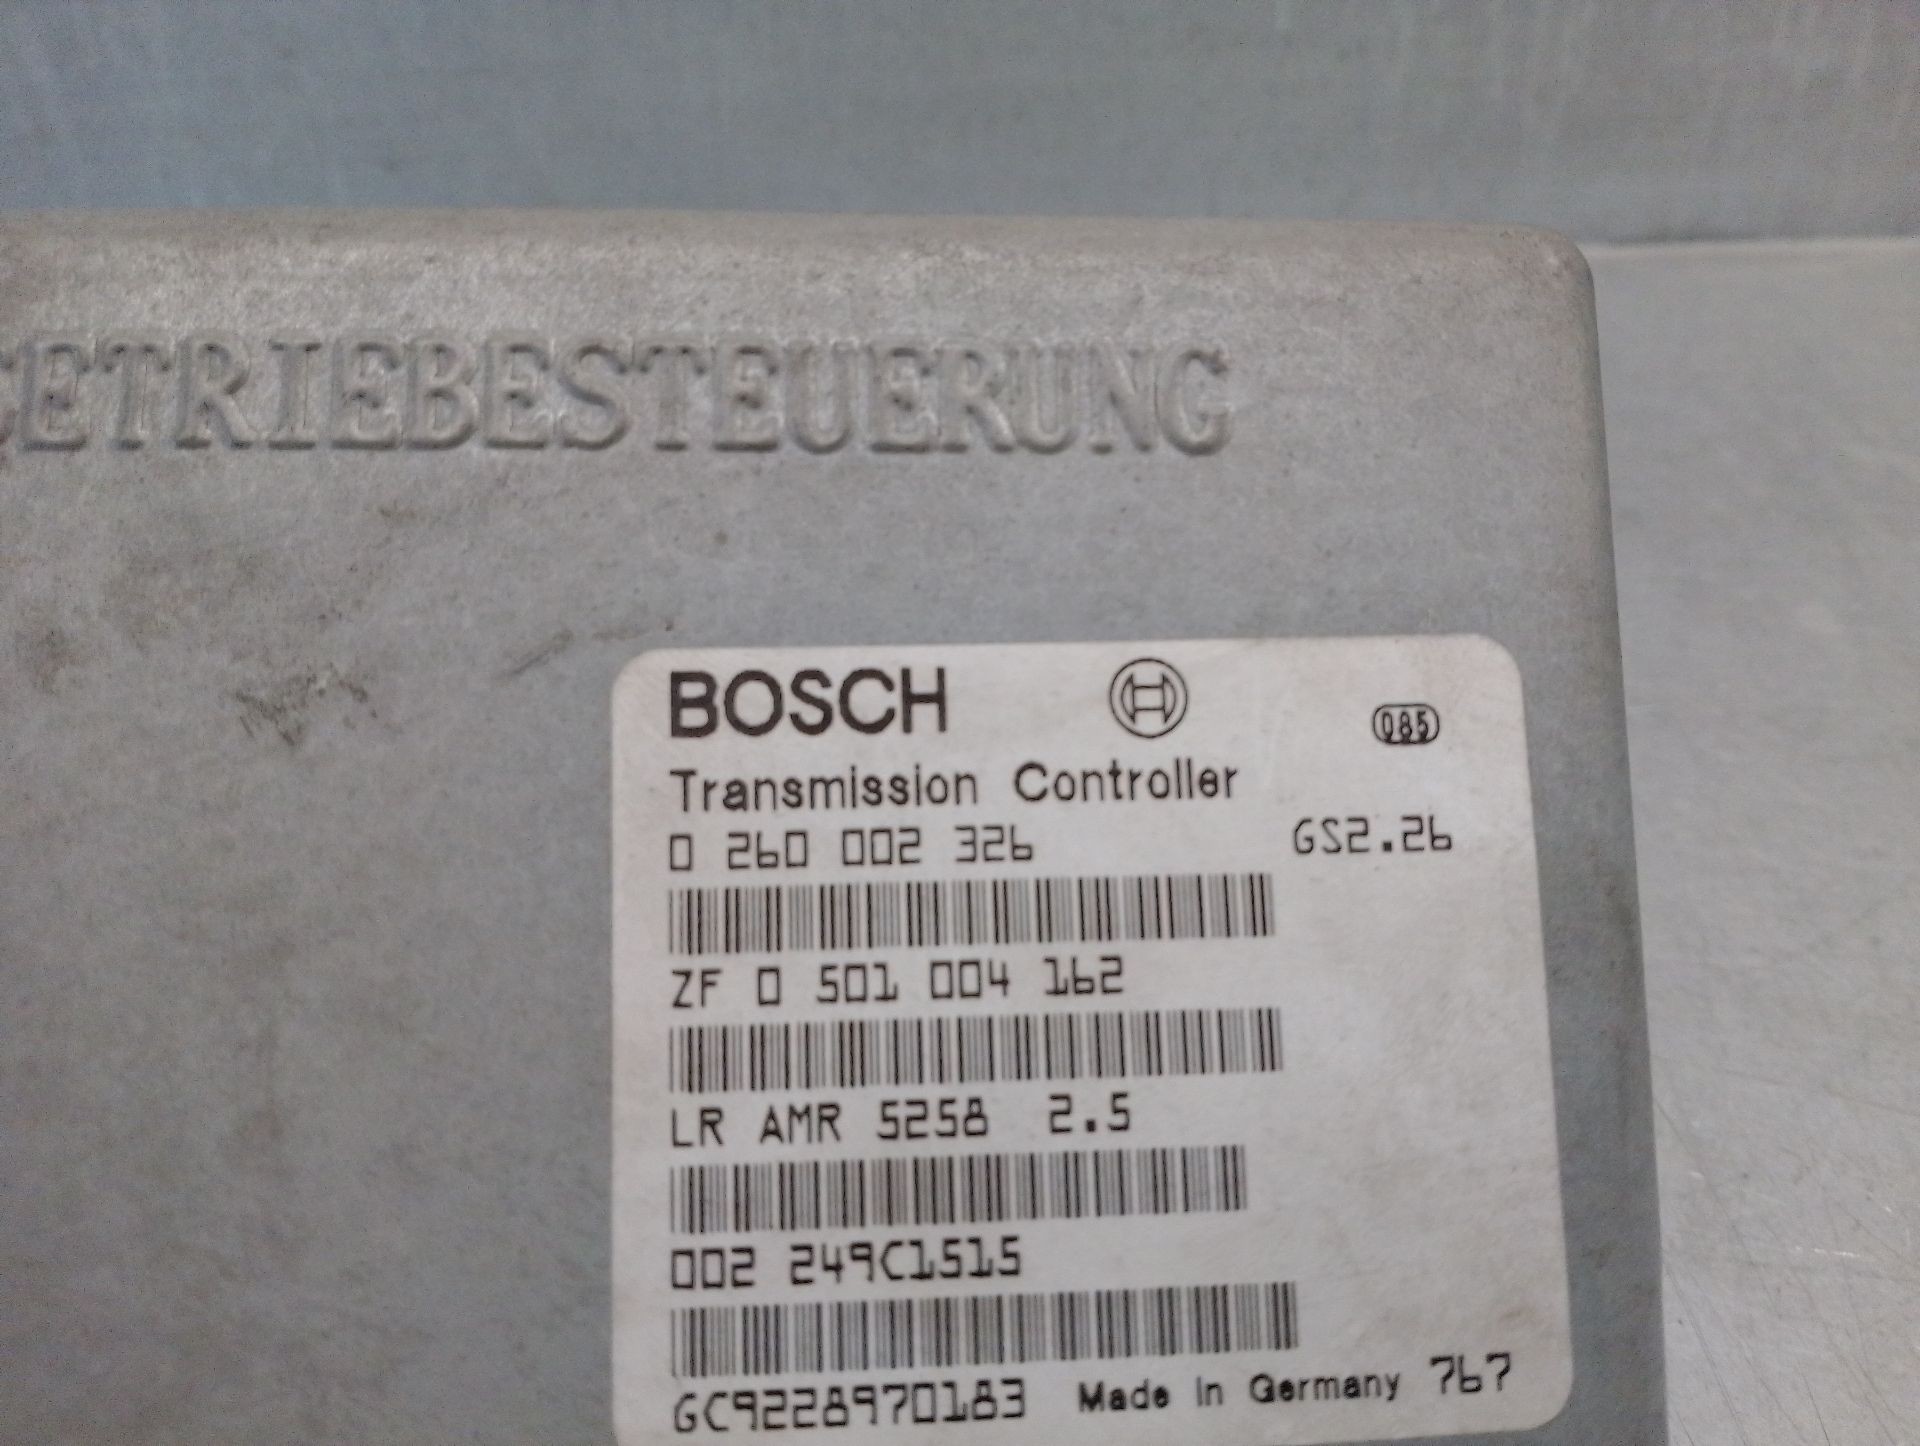 GETRIEBESTEUERUNG
BOSCH
085
Transmission Controller
0 260 002 326 GS2.26
ZF 0 501 004 162
LR AMR 5258 2.5
002 249C1515
GC9228970183 Made in Germany 767